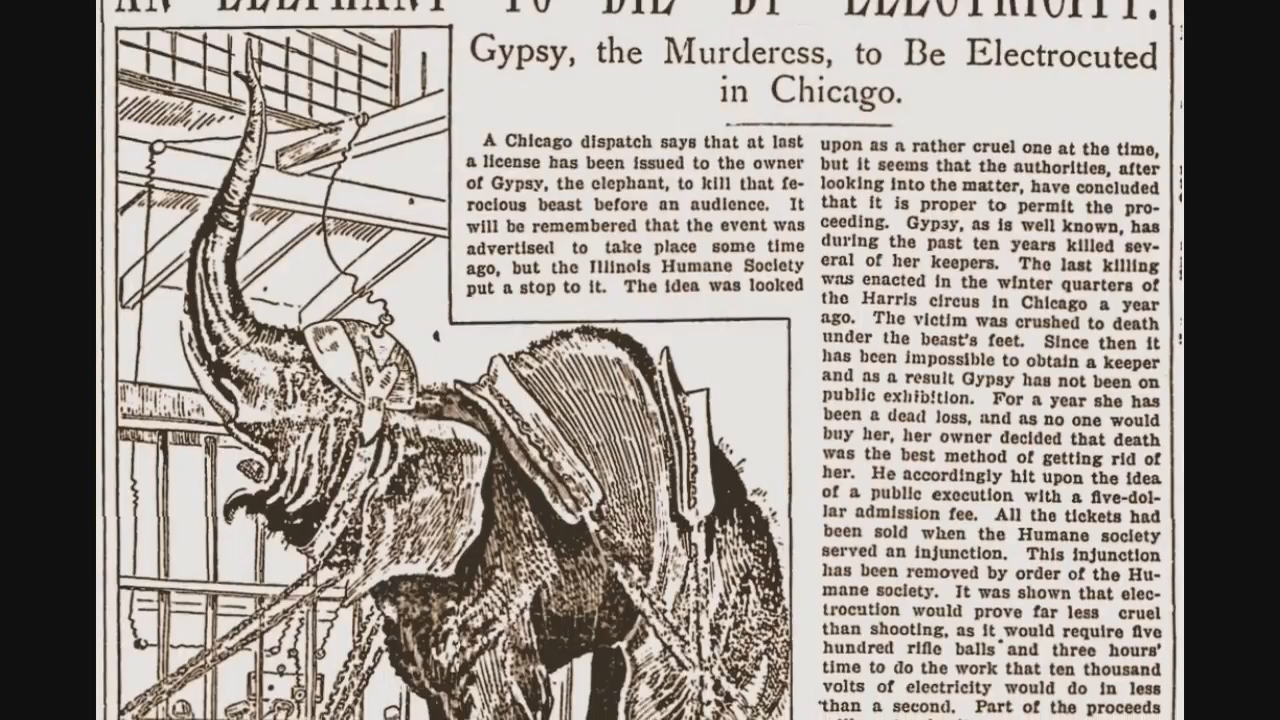 AN ELEPHANT TO DIE BY ELECTRICITY.
Gypsy, the Murderess, to Be Electrocuted
in Chicago.
A Chicago dispatch says that at last
a license has been issued to the owner
of Gypsy, the elephant, to kill that fe-
rocious beast before an audience. It
will be remembered that the event was
advertised to take place some time
ago, but the Illinois Humane Society
put a stop to it. The idea was looked
upon as a rather cruel one at the time,
but it seems that the authorities, after
looking into the matter, have concluded
that it is proper to permit the pro-
ceeding. Gypsy, as is well known, has
during the past ten years killed sev-
eral of her keepers. The last killing
was enacted in the winter quarters of
the Harris circus in Chicago a year
ago. The victim was crushed to death
under the beast's feet. Since then it
has been impossible to obtain a keeper
and as a result Gypsy has not been on
public exhibition. For a year she has
been a dead loss, and as no one would
buy her, her owner decided that death
was the best method of getting rid of
her. He accordingly hit upon the idea
of a public execution with a five-dol-
lar admission fee. All the tickets had
been sold when the Humane society
served an injunction. This injunction
has been removed by order of the Hu-
mane society. It was shown that elec-
trocution would prove far less cruel
than shooting, as it would require five
hundred rifle balls and three hours'
time to do the work that ten thousand
volts of electricity would do in less
than a second. Part of the proceeds